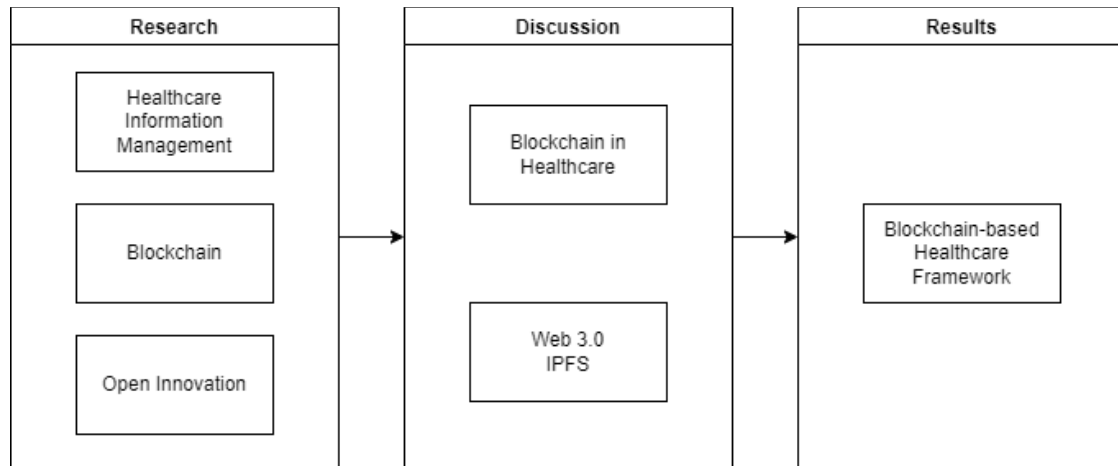 Research
Healthcare
Information
Management
Blockchain
Open Innovation
Discussion
Blockchain in
Healthcare
Web 3.0
IPFS
Results
Blockchain-based
Healthcare
Framework